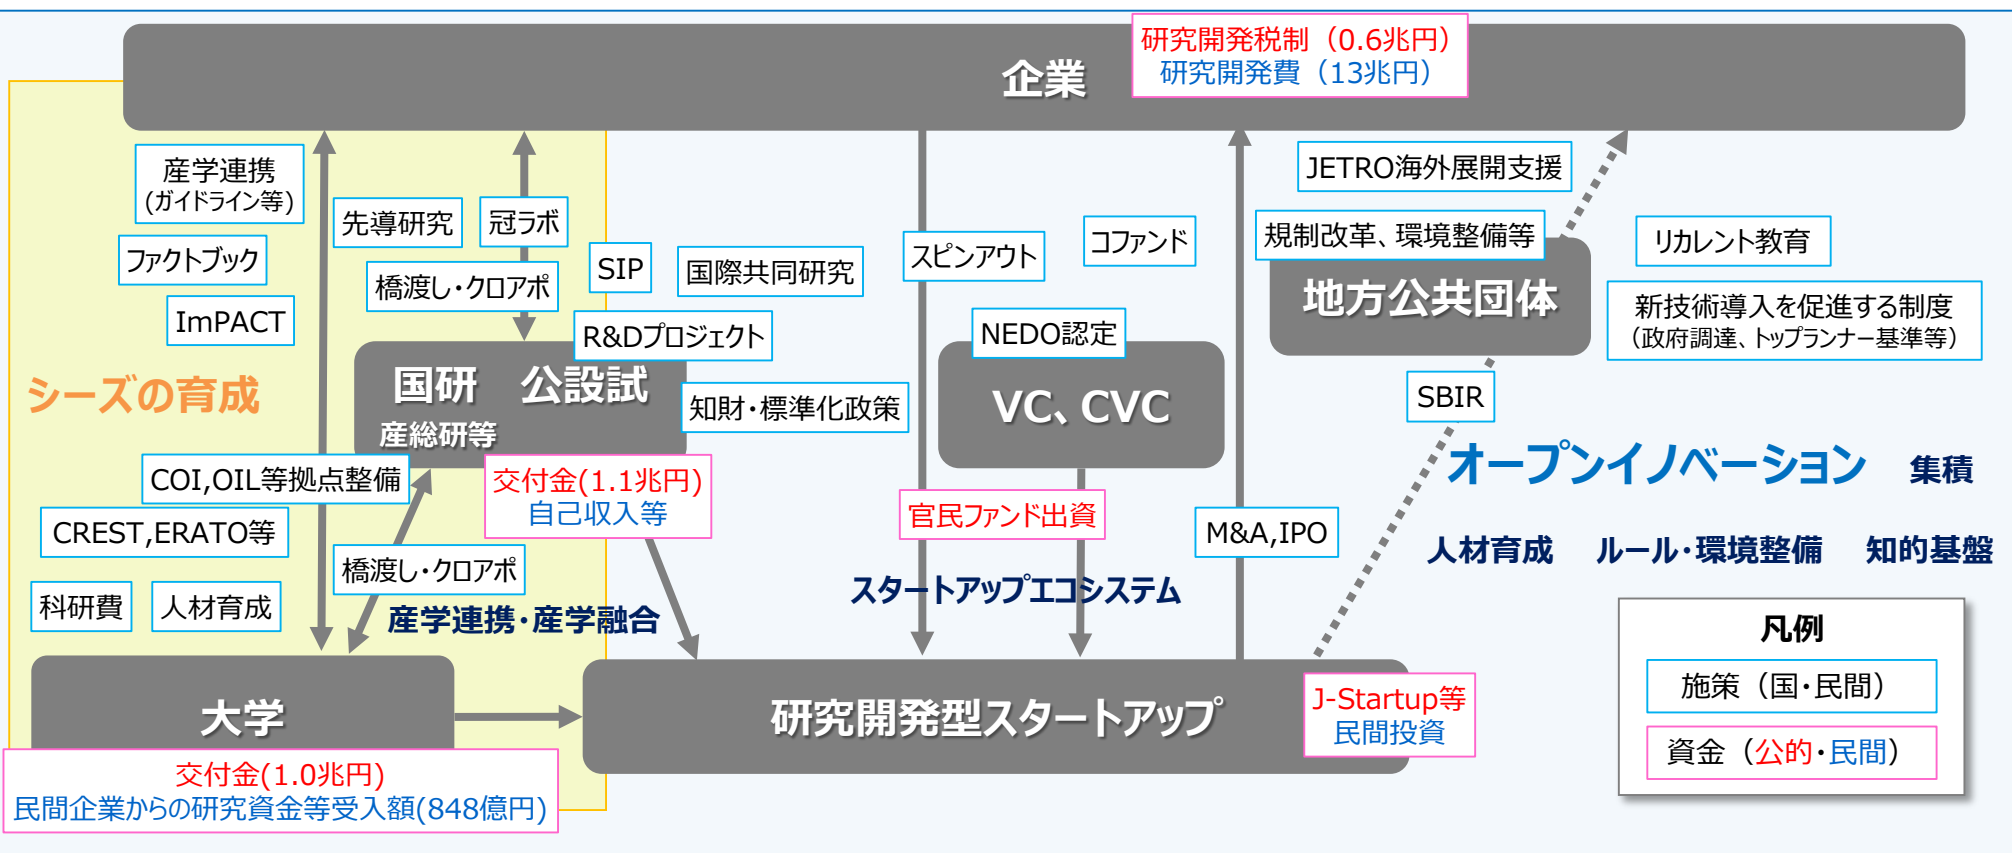 研究開発税制（0.6兆円）
研究開発費（13兆円）
企業
産学連携
(ガイドライン等)
JETRO海外展開支援
先導研究
冠ラボ
コファンド
規制改革、環境整備等
リカレント教育
ファクトブック
SIP
国際共同研究
スピンアウト
橋渡し・クロアポ
地方公共団体
新技術導入を促進する制度
（政府調達、トップランナー基準等）
ImPACT
R&Dプロジェクト
NEDO認定
シーズの育成
国研　公設試
産総研等
知財・標準化政策
VC、CVC
SBIR
オープンイノベーション
集積
COI,OIL等拠点整備
交付金(1.1兆円)
自己収入等
官民ファンド出資
CREST,ERATO等
M&A,IPO
人材育成
ルール・環境整備
知的基盤
橋渡し・クロアポ
スタートアップエコシステム
科研費
人材育成
産学連携・産学融合
凡例
施策（国・民間）
資金（公的・民間）
大学
研究開発型スタートアップ
J-Startup等
民間投資
交付金(1.0兆円)
民間企業からの研究資金等受入額(848億円)